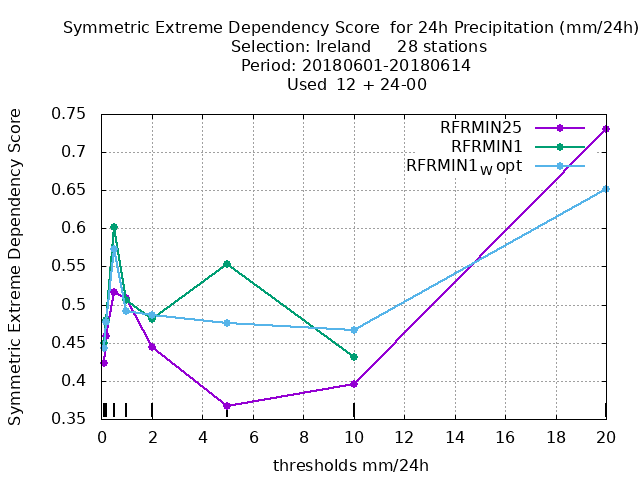 Symmetric Extreme Dependency Score  for 24h Precipitation (mm/24h)
Selection: Ireland     28 stations
Period: 20180601-20180614
Used  12 + 24-00
Symmetric Extreme Dependency Score
0.75
0.7
0.65
0.6
0.55
0.5
0.45
0.4
0.35
RFRMIN25
RFRMIN1
RFRMIN1W opt
0 2 4 6 8 10 12 14 16 18 20
thresholds mm/24h